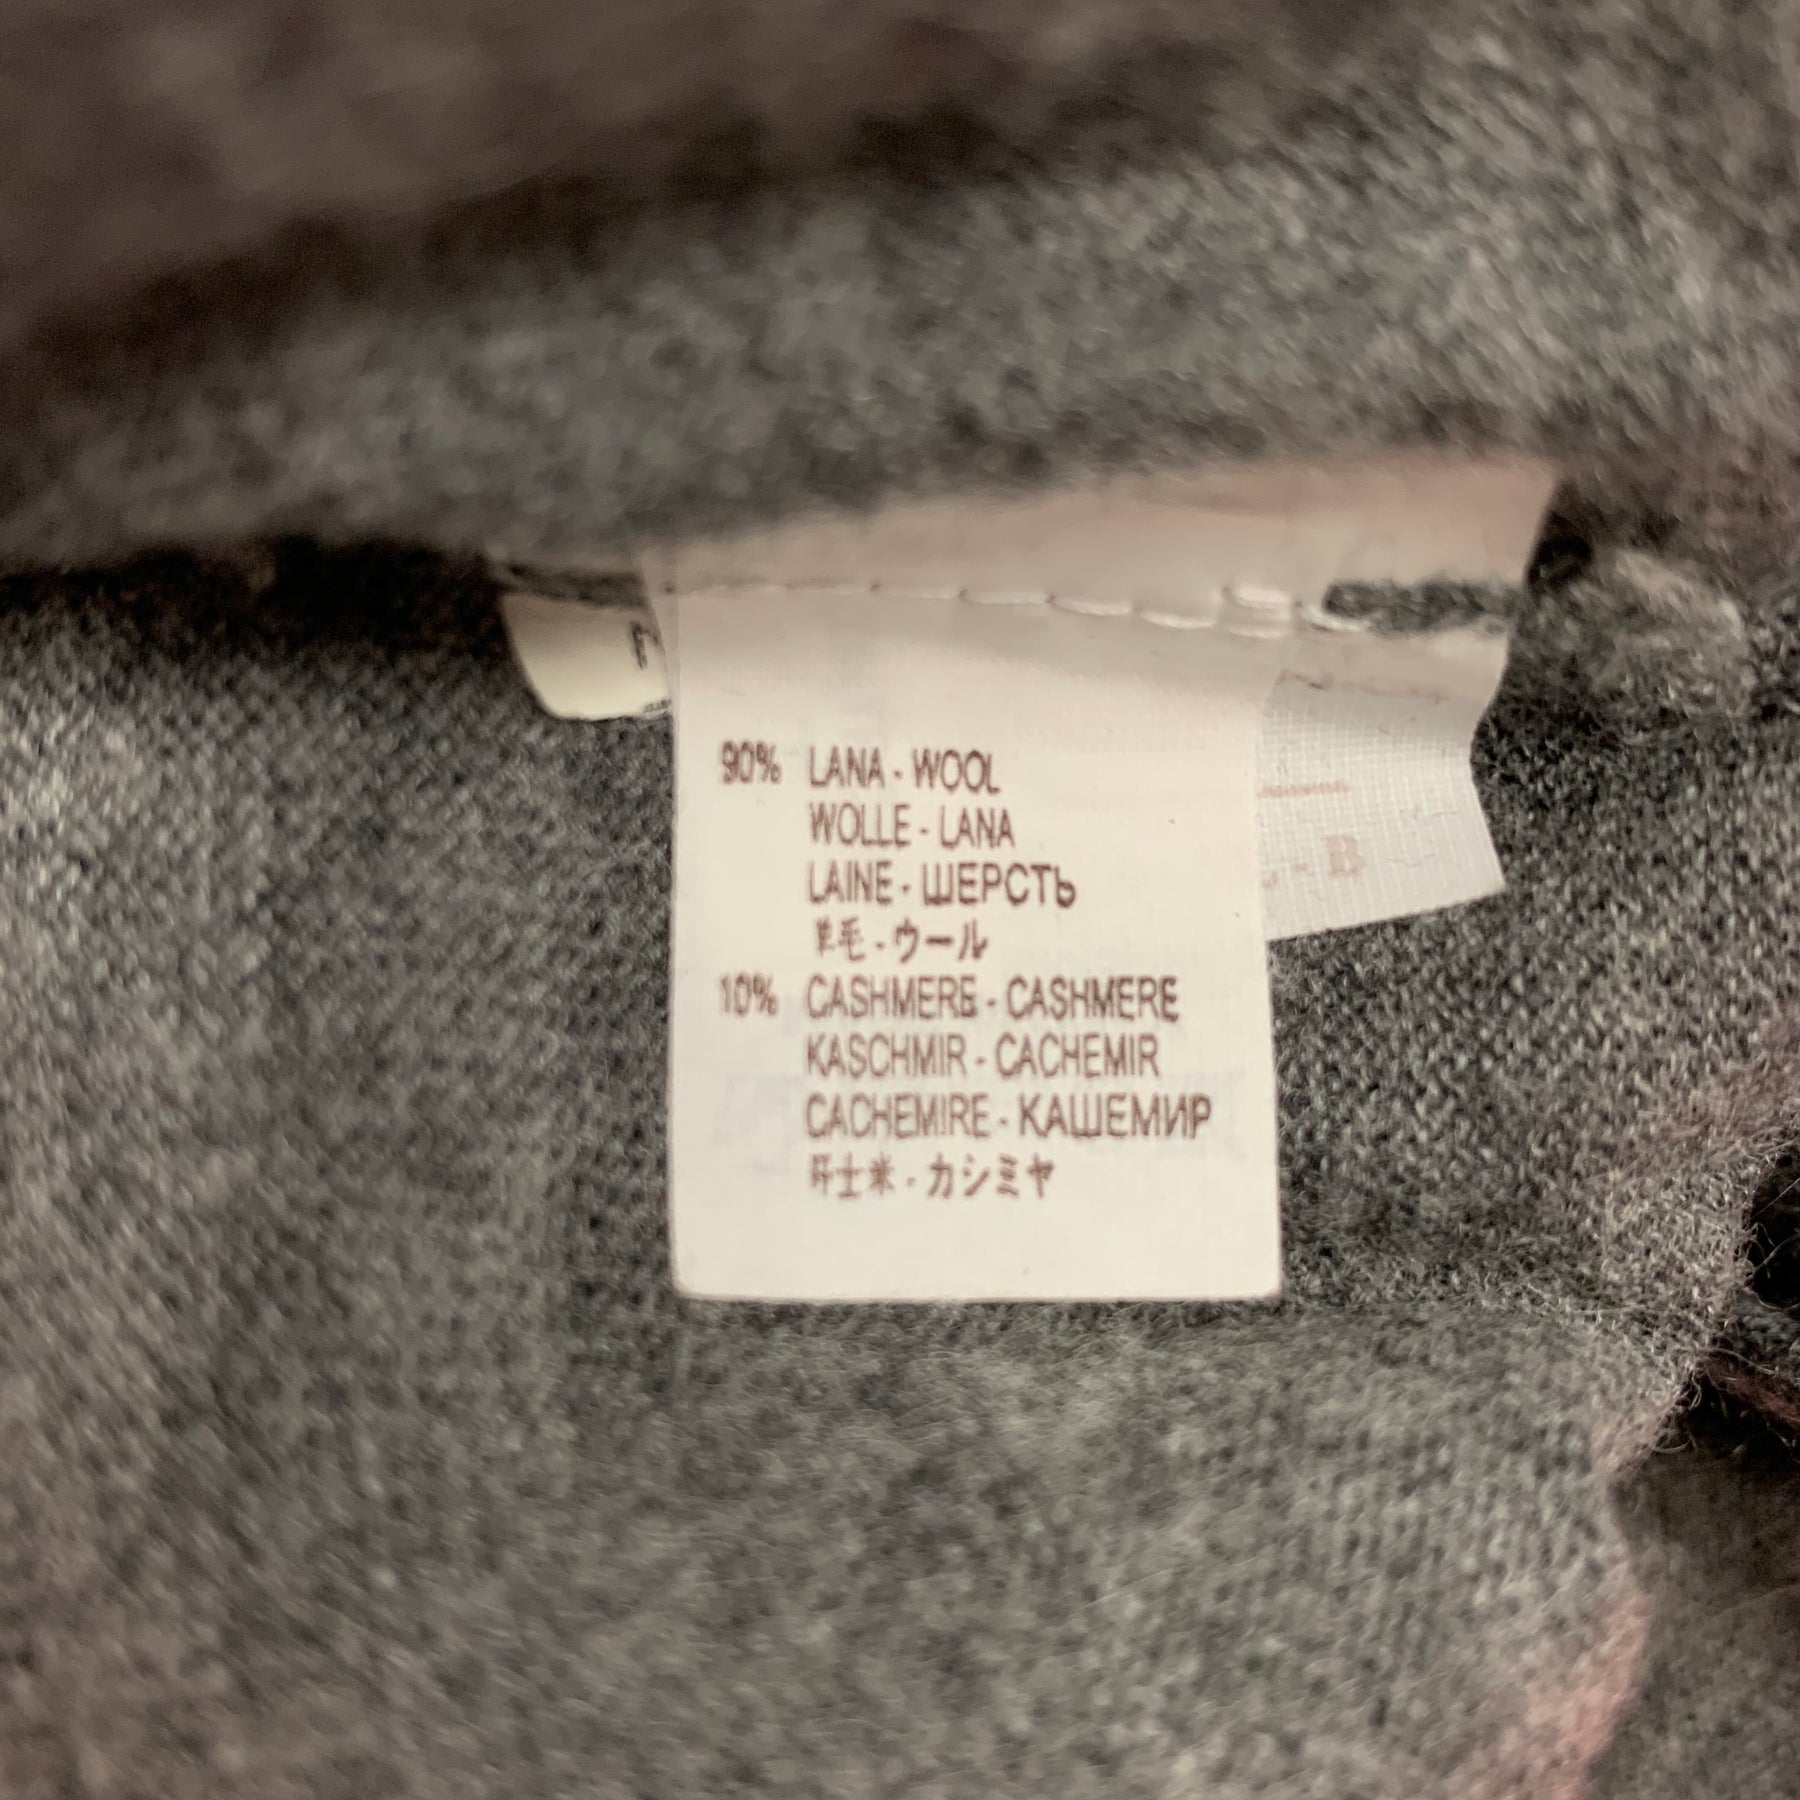 90% LANA - WOOL
WOLLE - LANA
LAINE - ШЕРСТЬ
羊毛 - ウール
10% CASHMERE - CASHMERE
KASCHMIR - CACHEMIR
CACHEMIRE - КАШЕМИР
开士米 - カシミヤ
- B